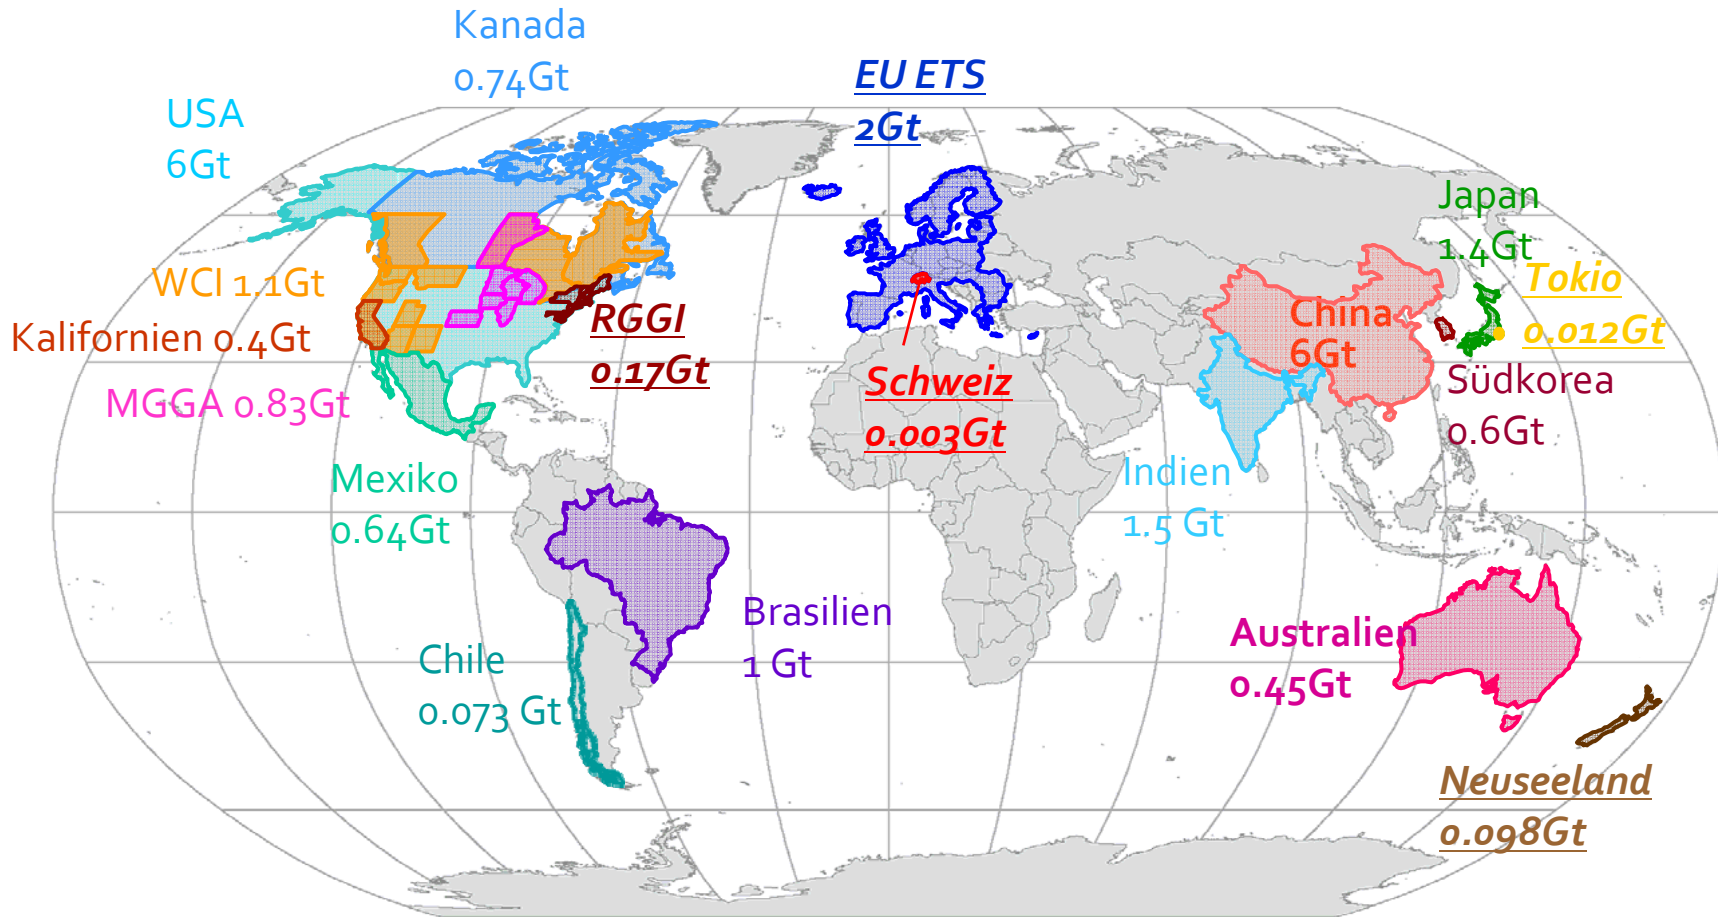 Kanada
0.74Gt
EU ETS
2Gt
USA
6Gt
Japan
1.4Gt
WCI 1.1Gt
Tokio
0.012Gt
Kalifornien 0.4Gt
RGGI
0.17Gt
China
6Gt
MGGA 0.83Gt
Schweiz
0.003Gt
Südkorea
0.6Gt
Mexiko
0.64Gt
Indien
1.5 Gt
Brasilien
1 Gt
Chile
0.073 Gt
Australien
0.45Gt
Neuseeland
0.098Gt